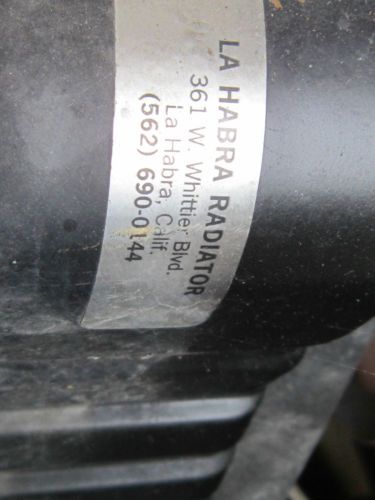 LA HABRA RADIATOR
361 W. Whittier Blvd.
La Habra, Calif.
(562) 690-0144